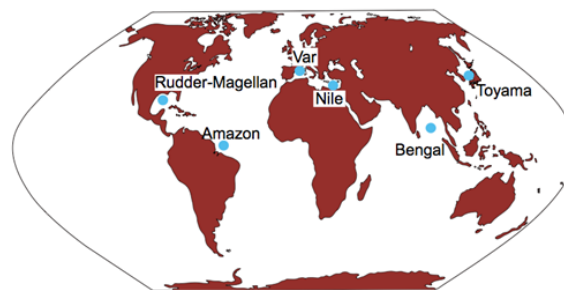 Var
Rudder-Magellan
Nile
Toyama
Amazon
Bengal